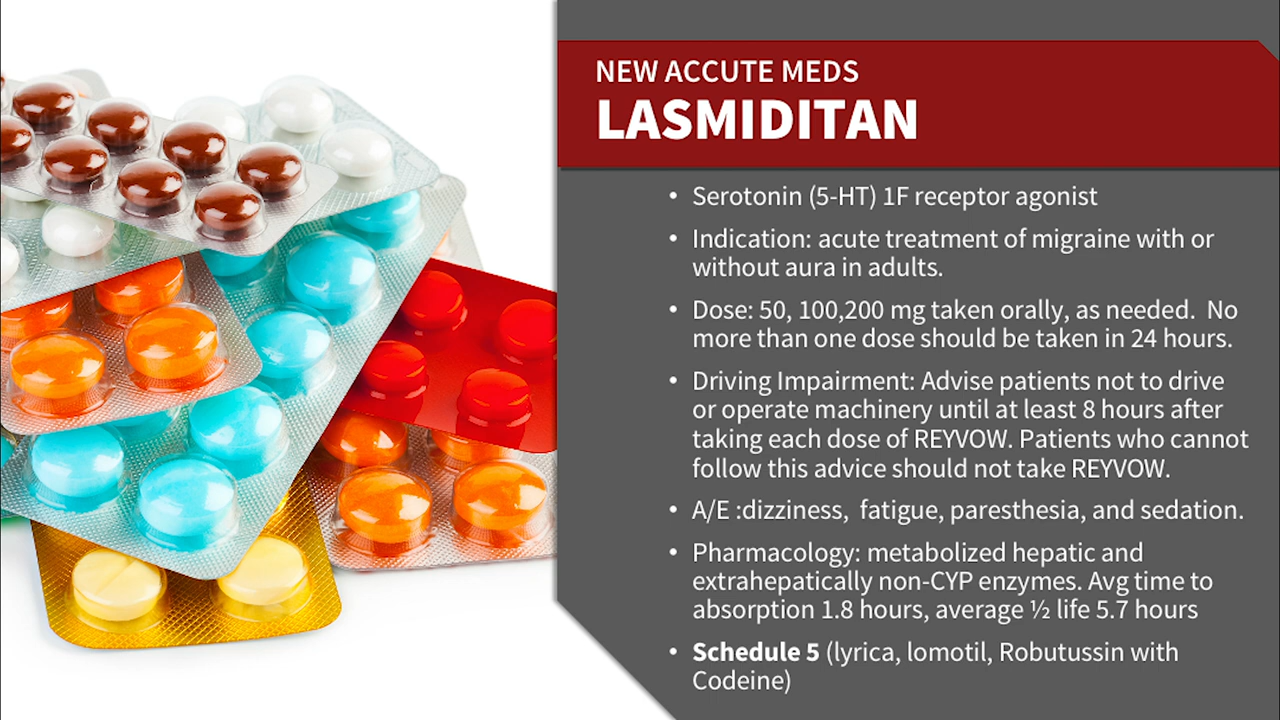 NEW ACCUTE MEDS
LASMIDITAN
• Serotonin (5-HT) 1F receptor agonist
• Indication: acute treatment of migraine with or
without aura in adults.
• Dose: 50, 100,200 mg taken orally, as needed.  No
more than one dose should be taken in 24 hours.
• Driving Impairment: Advise patients not to drive
or operate machinery until at least 8 hours after
taking each dose of REYVOW. Patients who cannot
follow this advice should not take REYVOW.
• A/E :dizziness,  fatigue, paresthesia, and sedation.
• Pharmacology: metabolized hepatic and
extrahepatically non-CYP enzymes. Avg time to
absorption 1.8 hours, average ½ life 5.7 hours
• Schedule 5 (lyrica, lomotil, Robutussin with
Codeine)